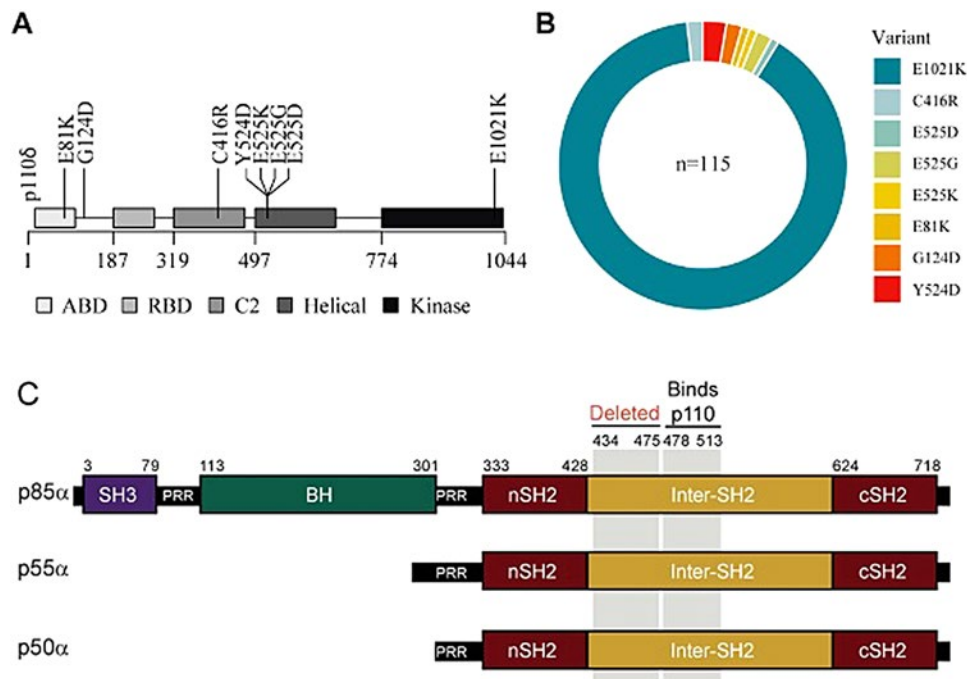 A
p110δ
E81K
G124D
C416R
Y524D
E525K
E525G
E525D
E1021K
1 187 319 497 774 1044
ABD RBD C2 Helical Kinase
B
n=115
Variant
E1021K
C416R
E525D
E525G
E525K
E81K
G124D
Y524D
C
Deleted
Binds
p110
434 475 478 513
3 79 113 301 333 428 624 718
p85α SH3 PRR BH PRR nSH2 Inter-SH2 cSH2
p55α PRR nSH2 Inter-SH2 cSH2
p50α PRR nSH2 Inter-SH2 cSH2